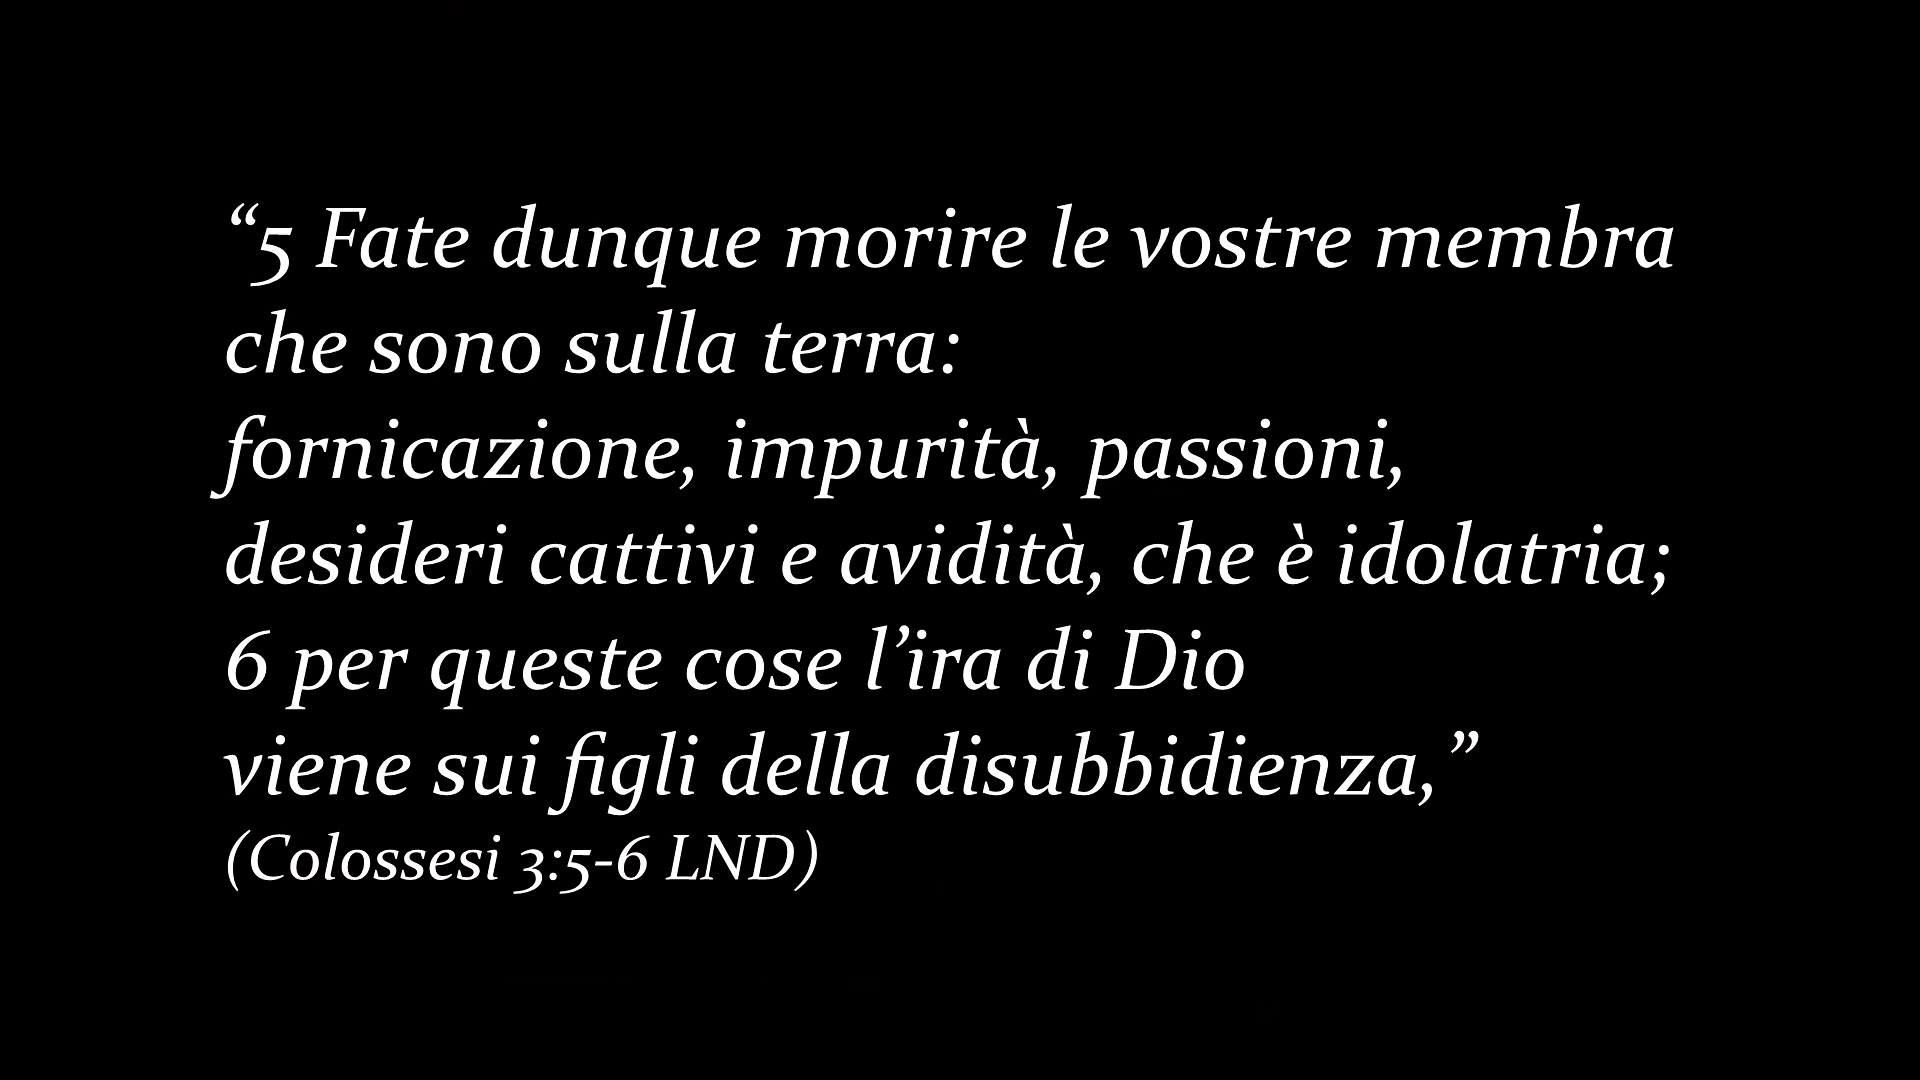 “5 Fate dunque morire le vostre membra
che sono sulla terra:
fornicazione, impurità, passioni,
desideri cattivi e avidità, che è idolatria;
6 per queste cose l’ira di Dio
viene sui figli della disubbidienza,”
(Colossesi 3:5-6 LND)